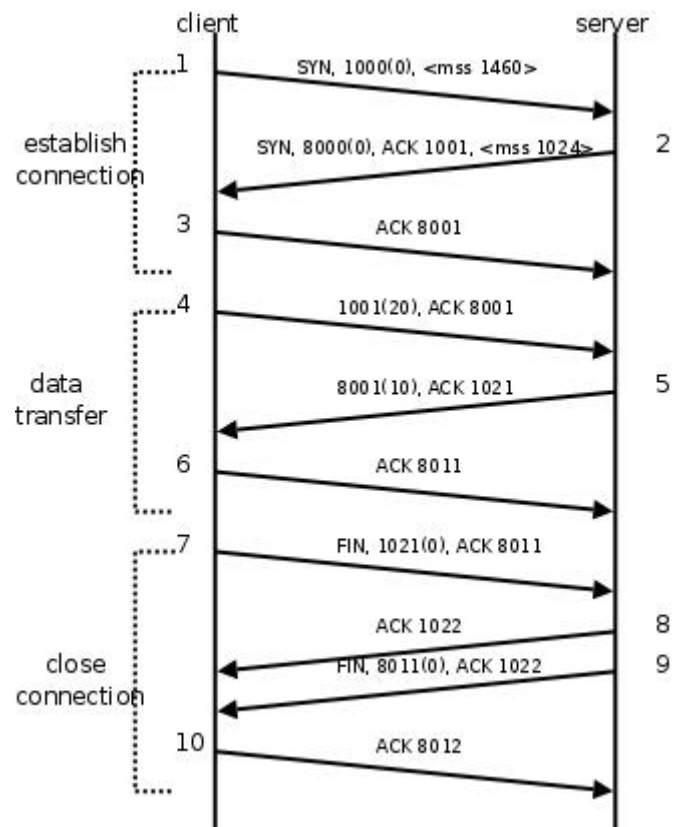 client
server
1
SYN, 1000(0), <mss 1460>
SYN, 8000(0), ACK 1001, <mss 1024>
2
establish
connection
3
ACK 8001
4
1001(20), ACK 8001
8001(10), ACK 1021
5
data
transfer
6
ACK 8011
7
FIN, 1021(0), ACK 8011
ACK 1022
8
FIN, 8011(0), ACK 1022
9
close
connection
10
ACK 8012